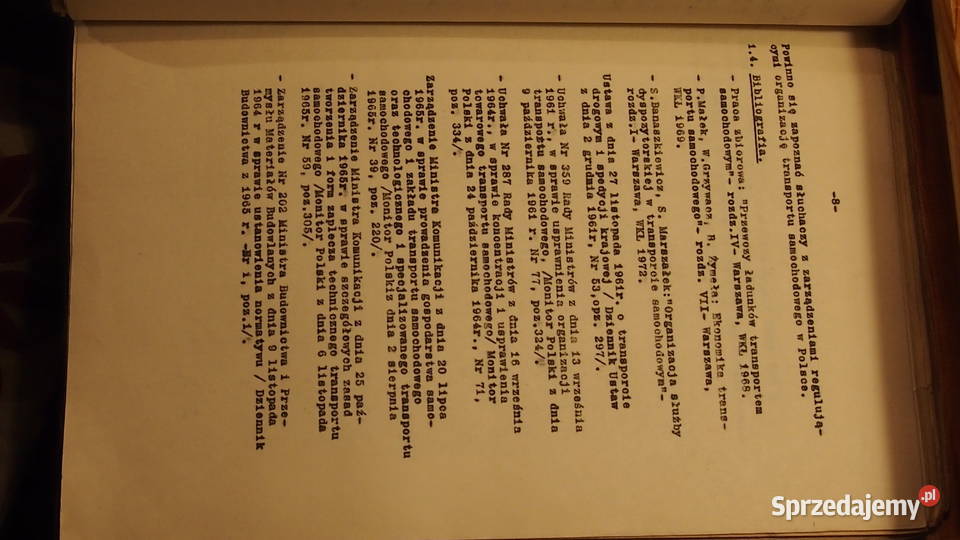 -8-
Powinno się zapoznać słuchaczy z zarządzeniami regulują-
cymi organizację transportu samochodowego w Polsce.
1.4. Bibliografia.
- Praca zbiorowa: "Przewozy ładunków transportem
samochodowym"- rozdz.IV- Warszawa, WKŁ 1968.
- P.Małek, W.Grzywacz, B. Żymeła: Ekonomika trans-
portu samochodowego"- rozdz. VII- Warszawa,
WKL 1969.
- S.Banaszkiewicz, S. Marszałek:"Organizacja służby
dyspozytorskiej w transporcie samochodowym"-
rozdz.I- Warszawa, WKŁ 1972.
Ustawa z dnia 27 listopada 1961r. o transporcie
drogowym i spedycji krajowej / Dziennik Ustaw
z dnia 2 grudnia 1961r, Nr 53,pz. 297/.
- Uchwała Nr 359 Rady Ministrów z dnia 13 września
1961 r., w sprawie usprawnienia organizacji
transportu samochodowego, /Monitor Polski z dnia
9 października 1961 r. Nr 77, poz.324/.
- Uchwała Nr 287 Rady Ministrów z dnia 16 września
1964r., w sprawie koncentracji i usprawnienia
towarowego transportu samochodowego/ Monitor
Polski z dnia 24 października 1964r., Nr 71,
poz. 334/.
Zarządzenie Ministra Komunikacji z dnia 20 lipca
1965r. w sprawie prowadzenia gospodarstwa samo-
chodowego i zakładu transportu samochodowego
oraz technologicznego i specjalizowanego transportu
samochodowego /Monitor Polskiz dnia 2 sierpnia
1965r. Nr 39, poz. 220/.
- Zarządzenie Ministra Komunikacji z dnia 25 paź-
dziernika 1965r. w sprawie szczegółowych zasad
tworzenia i form zaplecza technicznego transportu
samochodowego /Monitor Polski z dnia 6 listopada
1965r. Nr 59, poz.305/.
- Zarządzenie Nr 202 Ministra Budownictwa i Prze-
mysłu Materiałów Budowlanych z dnia 9 listopada
1964 r w sprawie ustanowienia normatywu / Dziennik
Budownictwa z 1965 r. -Nr 1, poz.1/.
Sprzedajemy.pl